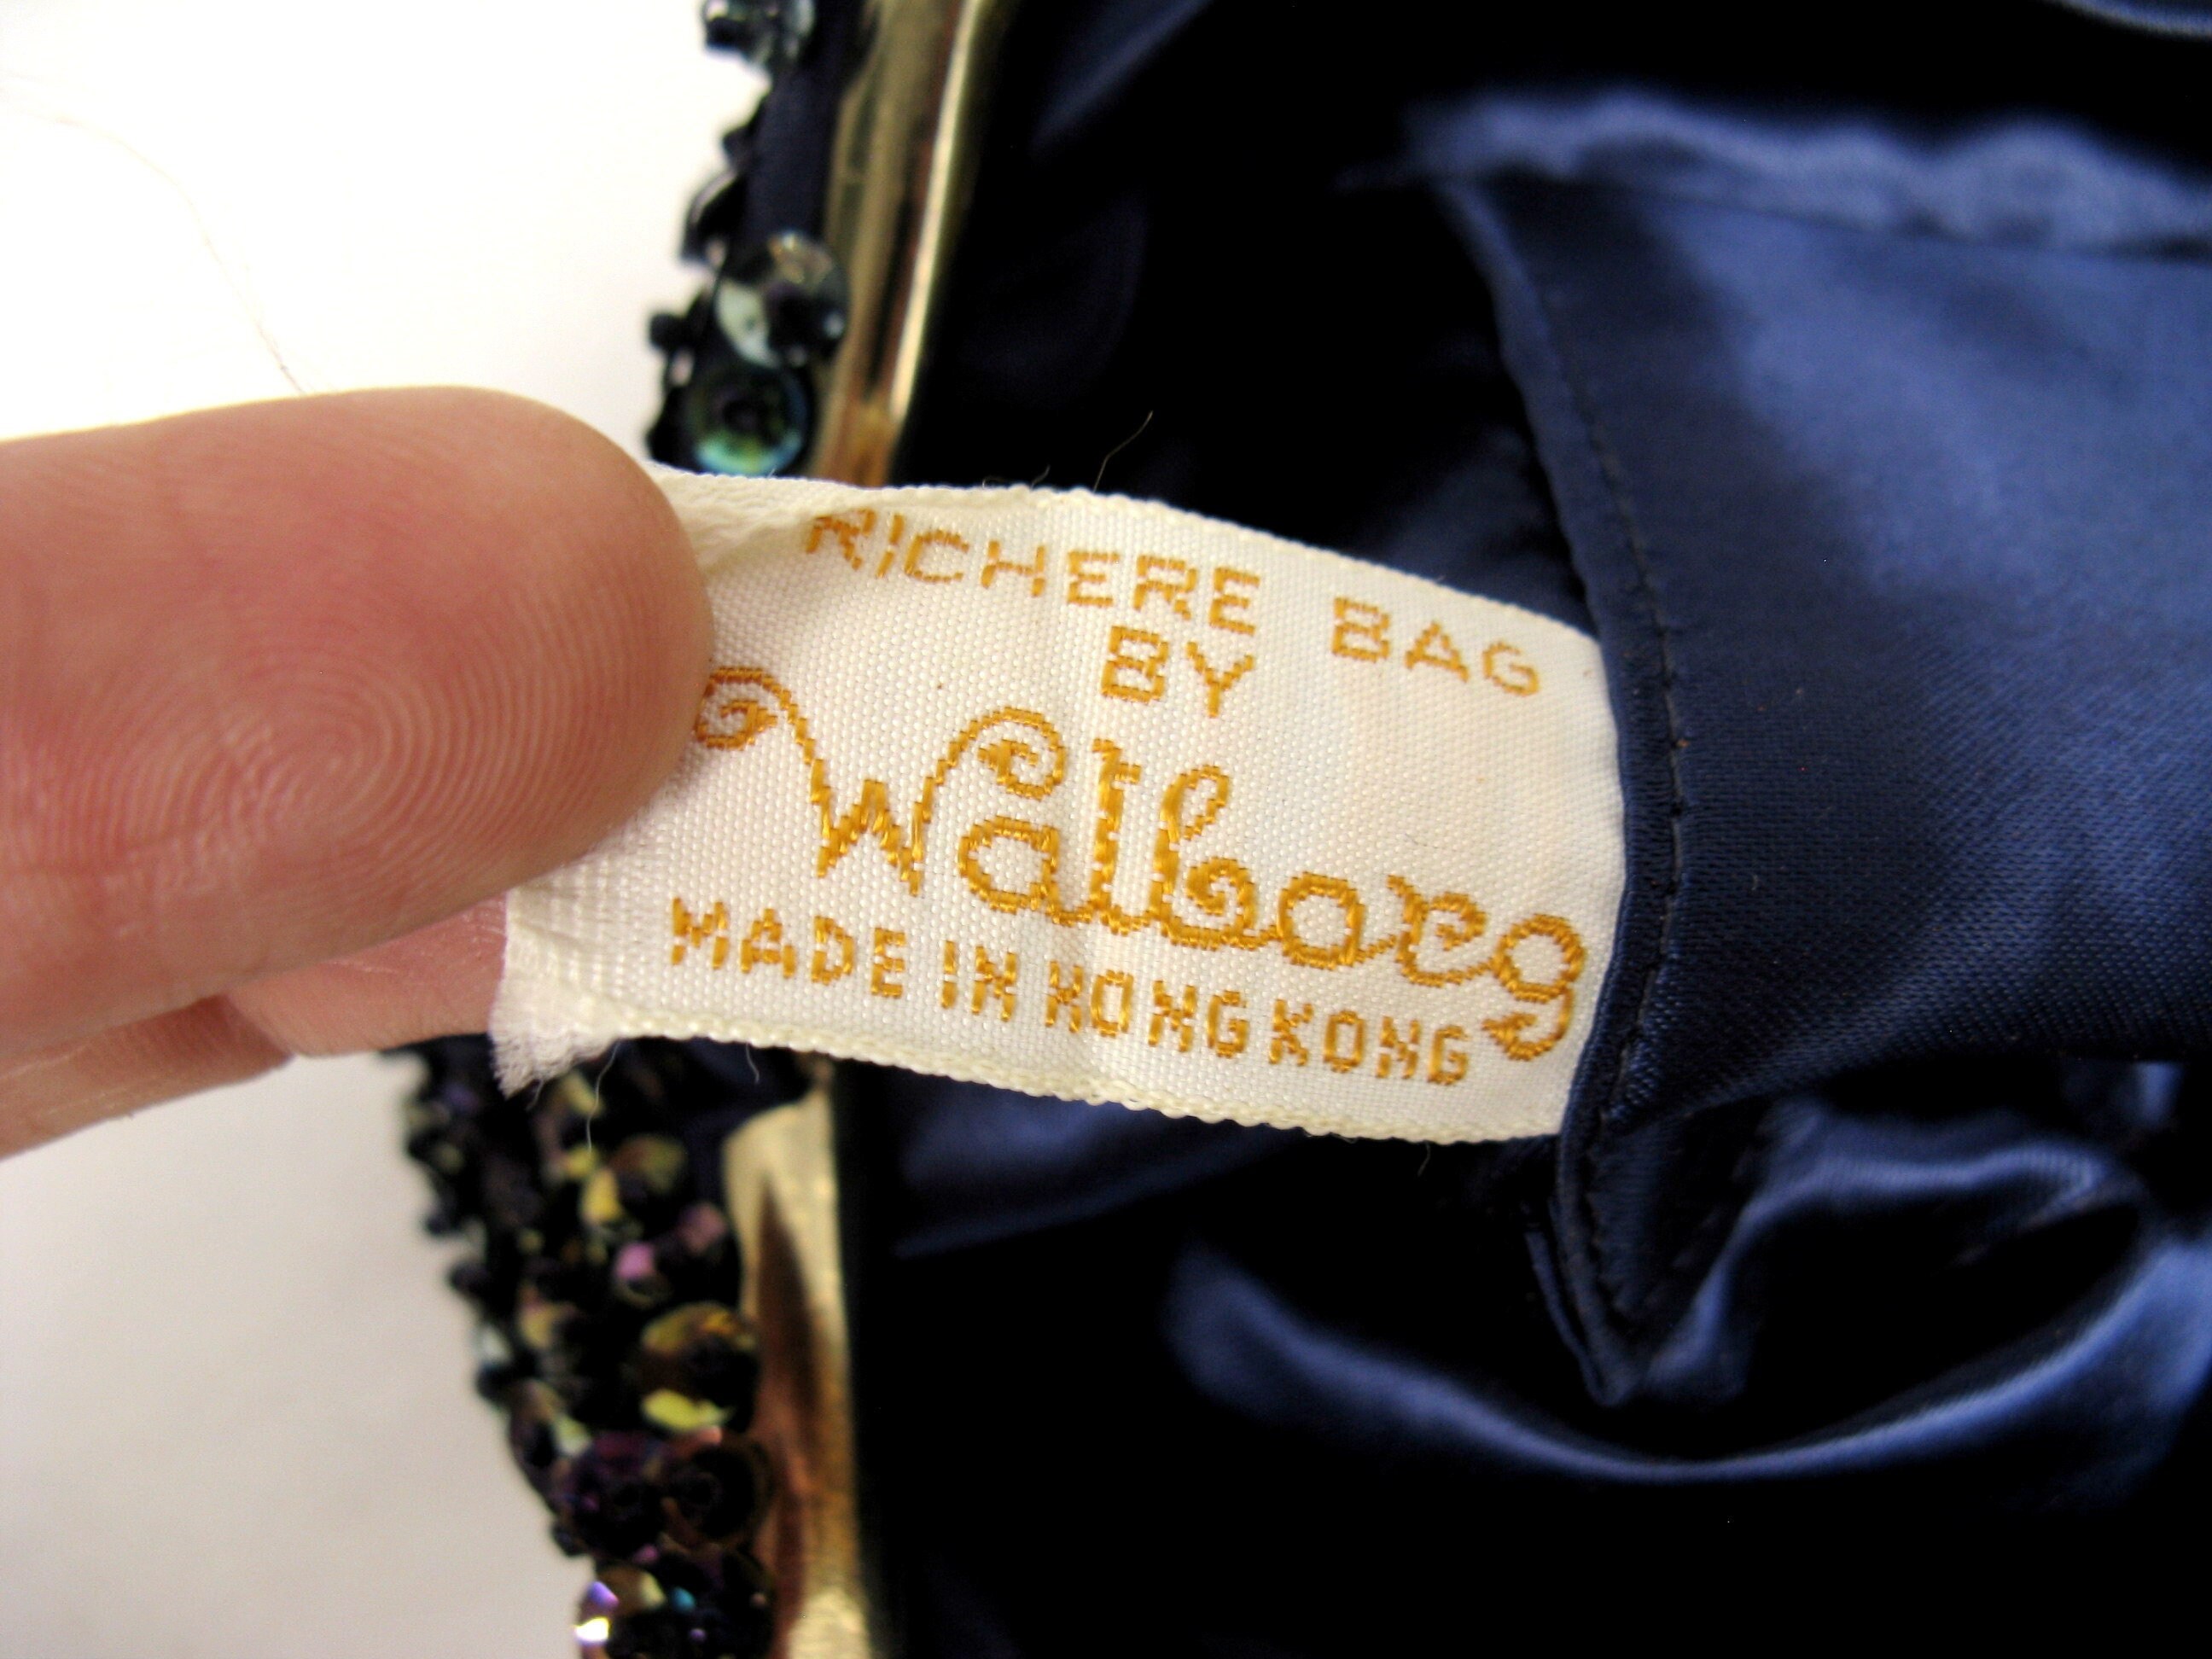 RICHERE BAG
BY
Walborg
MADE IN HONG KONG